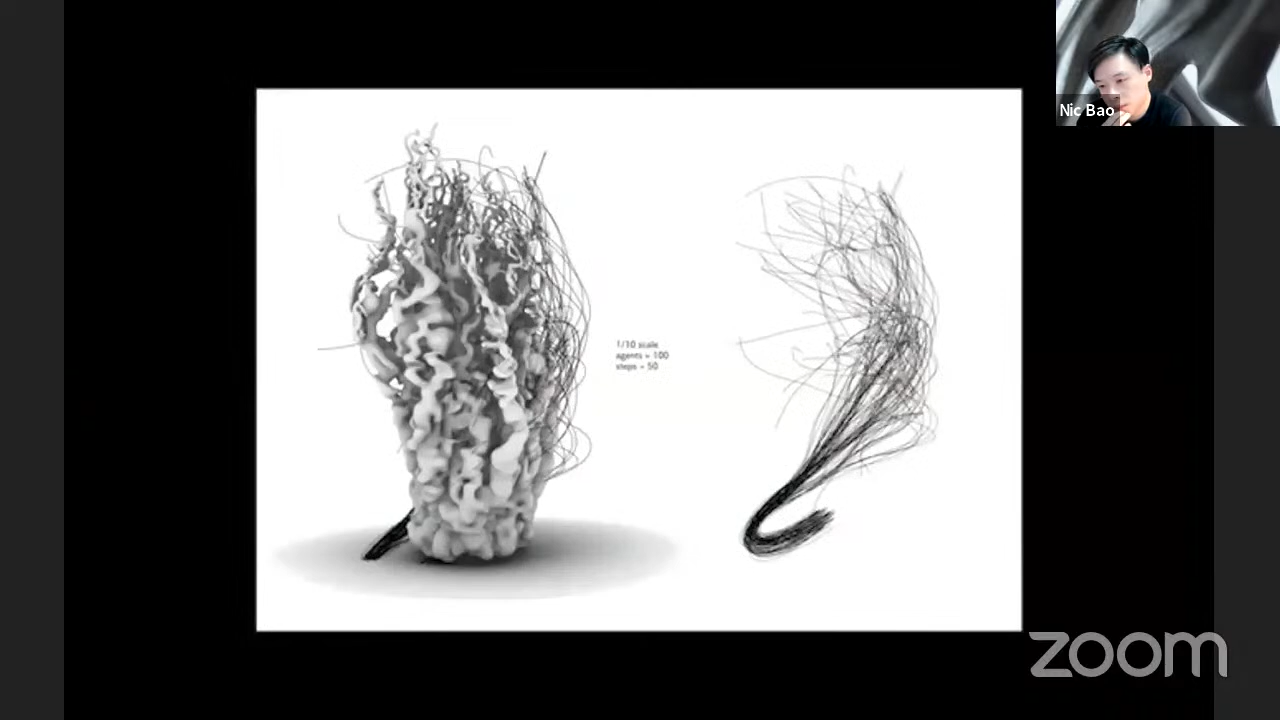 Nic Bao
1/10 scale
agents = 100
steps = 50
zoom